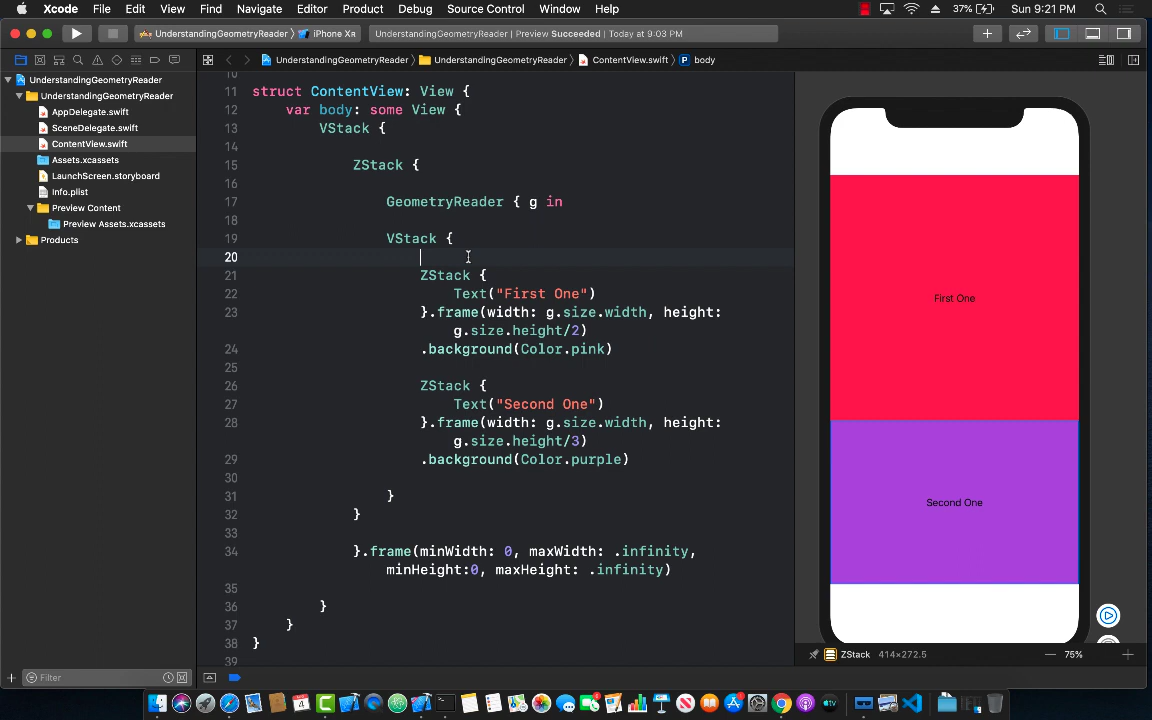 Xcode File Edit View Find Navigate Editor Product Debug Source Control Window Help 37% Sun 9:21 PM
UnderstandingGeometryReader iPhone XR UnderstandingGeometryReader | Preview Succeeded | Today at 9:03 PM
UnderstandingGeometryReader UnderstandingGeometryReader ContentView.swift P body
UnderstandingGeometryReader
UnderstandingGeometryReader
AppDelegate.swift
SceneDelegate.swift
ContentView.swift
Assets.xcassets
LaunchScreen.storyboard
Info.plist
Preview Content
Preview Assets.xcassets
Products
Filter
10
11 struct ContentView: View {
12 var body: some View {
13 VStack {
14
15 ZStack {
16
17 GeometryReader { g in
18
19 VStack {
20
21 ZStack {
22 Text("First One")
23 }.frame(width: g.size.width, height:
g.size.height/2)
24 .background(Color.pink)
25
26 ZStack {
27 Text("Second One")
28 }.frame(width: g.size.width, height:
g.size.height/3)
29 .background(Color.purple)
30
31 }
32 }
33
34 }.frame(minWidth: 0, maxWidth: .infinity,
minHeight:0, maxHeight: .infinity)
35
36 }
37 }
38 }
39
First One
Second One
ZStack 414×272.5 75%